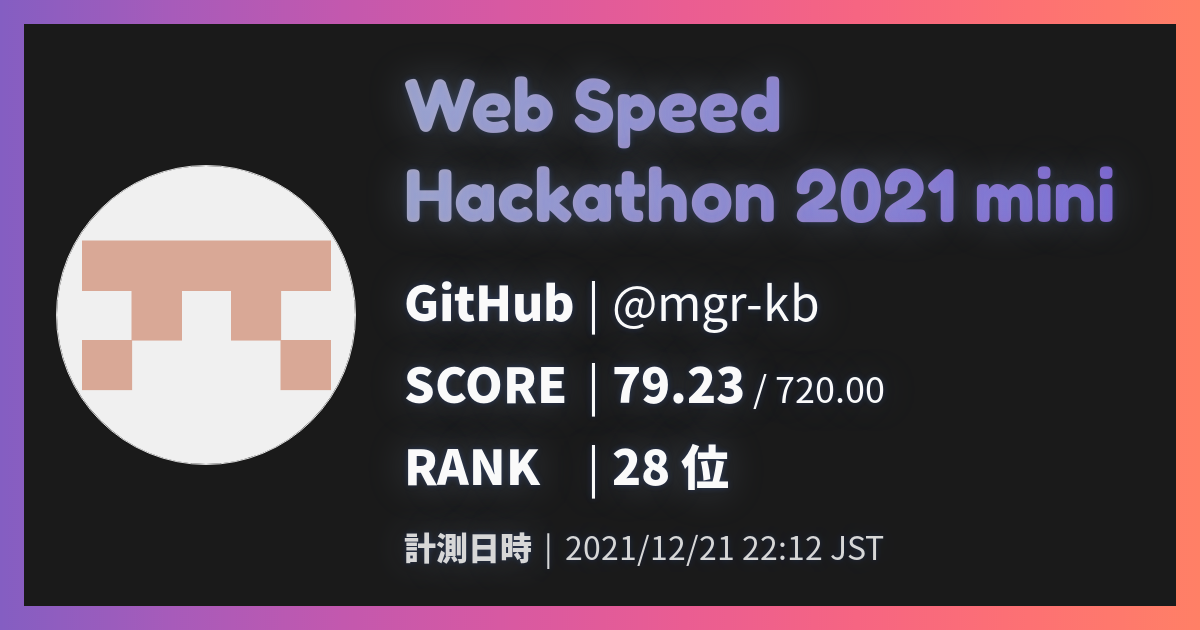 Web Speed
Hackathon 2021 mini
GitHub | @mgr-kb
SCORE | 79.23 / 720.00
RANK | 28 位
計測日時 | 2021/12/21 22:12 JST